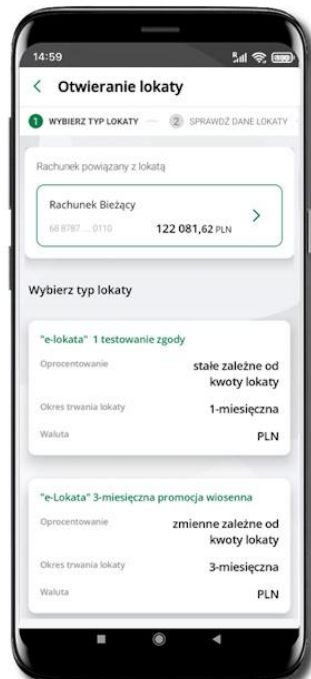 14:59
Otwieranie lokaty
1 WYBIERZ TYP LOKATY 2 SPRAWDŹ DANE LOKATY
Rachunek powiązany z lokatą
Rachunek Bieżący
68 8787 ... 0110 122 081,62 PLN
Wybierz typ lokaty
"e-lokata" 1 testowanie zgody
Oprocentowanie stałe zależne od
kwoty lokaty
Okres trwania lokaty 1-miesięczna
Waluta PLN
"e-Lokata" 3-miesięczna promocja wiosenna
Oprocentowanie zmienne zależne od
kwoty lokaty
Okres trwania lokaty 3-miesięczna
Waluta PLN